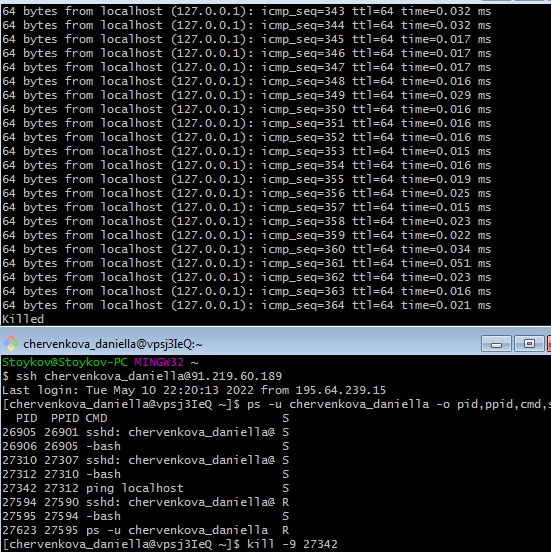 64 bytes from localhost (127.0.0.1): icmp_seq=343 ttl=64 time=0.032 ms
64 bytes from localhost (127.0.0.1): icmp_seq=344 ttl=64 time=0.032 ms
64 bytes from localhost (127.0.0.1): icmp_seq=345 ttl=64 time=0.017 ms
64 bytes from localhost (127.0.0.1): icmp_seq=346 ttl=64 time=0.017 ms
64 bytes from localhost (127.0.0.1): icmp_seq=347 ttl=64 time=0.017 ms
64 bytes from localhost (127.0.0.1): icmp_seq=348 ttl=64 time=0.016 ms
64 bytes from localhost (127.0.0.1): icmp_seq=349 ttl=64 time=0.029 ms
64 bytes from localhost (127.0.0.1): icmp_seq=350 ttl=64 time=0.016 ms
64 bytes from localhost (127.0.0.1): icmp_seq=351 ttl=64 time=0.016 ms
64 bytes from localhost (127.0.0.1): icmp_seq=352 ttl=64 time=0.016 ms
64 bytes from localhost (127.0.0.1): icmp_seq=353 ttl=64 time=0.015 ms
64 bytes from localhost (127.0.0.1): icmp_seq=354 ttl=64 time=0.016 ms
64 bytes from localhost (127.0.0.1): icmp_seq=355 ttl=64 time=0.019 ms
64 bytes from localhost (127.0.0.1): icmp_seq=356 ttl=64 time=0.025 ms
64 bytes from localhost (127.0.0.1): icmp_seq=357 ttl=64 time=0.015 ms
64 bytes from localhost (127.0.0.1): icmp_seq=358 ttl=64 time=0.023 ms
64 bytes from localhost (127.0.0.1): icmp_seq=359 ttl=64 time=0.022 ms
64 bytes from localhost (127.0.0.1): icmp_seq=360 ttl=64 time=0.034 ms
64 bytes from localhost (127.0.0.1): icmp_seq=361 ttl=64 time=0.051 ms
64 bytes from localhost (127.0.0.1): icmp_seq=362 ttl=64 time=0.023 ms
64 bytes from localhost (127.0.0.1): icmp_seq=363 ttl=64 time=0.016 ms
64 bytes from localhost (127.0.0.1): icmp_seq=364 ttl=64 time=0.021 ms
Killed
chervenkova_daniella@vpsj3IeQ:~
Stoykov@Stoykov-PC MINGW32 ~
$ ssh chervenkova_daniella@91.219.60.189
Last login: Tue May 10 22:20:13 2022 from 195.64.239.15
[chervenkova_daniella@vpsj3IeQ ~]$ ps -u chervenkova_daniella -o pid,ppid,cmd,s
PID PPID CMD S
26905 26901 sshd: chervenkova_daniella@ S
26906 26905 -bash S
27310 27307 sshd: chervenkova_daniella@ S
27312 27310 -bash S
27342 27312 ping localhost S
27594 27590 sshd: chervenkova_daniella@ R
27595 27594 -bash S
27623 27595 ps -u chervenkova_daniella R
[chervenkova_daniella@vpsj3IeQ ~]$ kill -9 27342